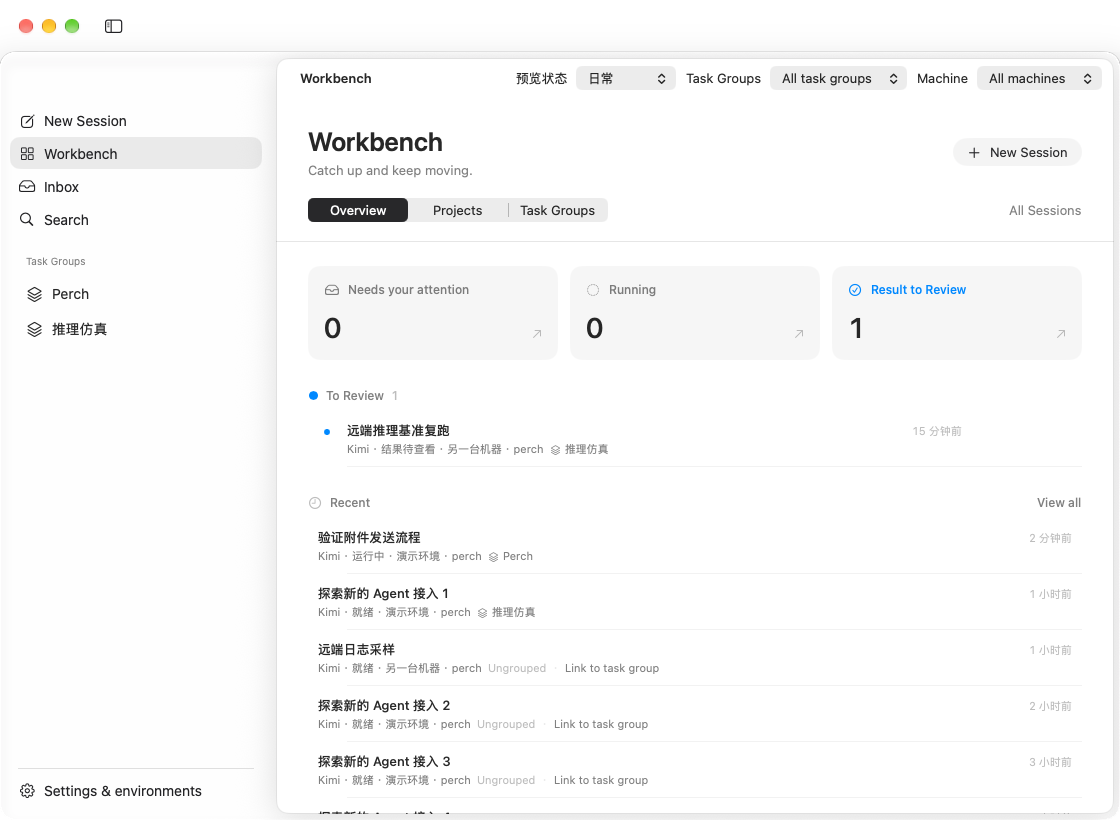 New Session
Workbench
Inbox
Search
Task Groups
Perch
推理仿真
Settings & environments
Workbench
预览状态 日常 Task Groups All task groups Machine All machines
Workbench
Catch up and keep moving.
New Session
Overview Projects Task Groups All Sessions
Needs your attention
0
Running
0
Result to Review
1
To Review 1
远端推理基准复跑 15 分钟前
Kimi · 结果待查看 · 另一台机器 · perch 推理仿真
Recent View all
验证附件发送流程 2 分钟前
Kimi · 运行中 · 演示环境 · perch Perch
探索新的 Agent 接入 1 1 小时前
Kimi · 就绪 · 演示环境 · perch 推理仿真
远端日志采样 1 小时前
Kimi · 就绪 · 另一台机器 · perch Ungrouped · Link to task group
探索新的 Agent 接入 2 2 小时前
Kimi · 就绪 · 演示环境 · perch Ungrouped · Link to task group
探索新的 Agent 接入 3 3 小时前
Kimi · 就绪 · 演示环境 · perch Ungrouped · Link to task group